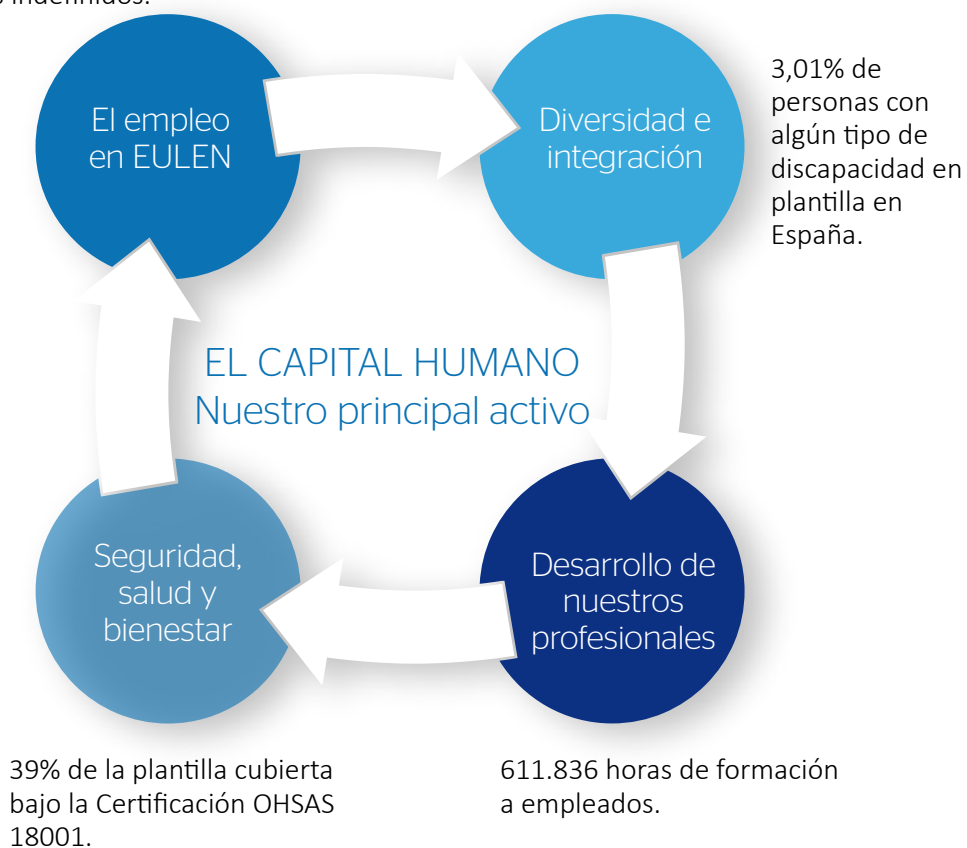 indefinidos.
El empleo
en EULEN
Diversidad e
integración
3,01% de
personas con
algún tipo de
discapacidad en
plantilla en
España.
EL CAPITAL HUMANO
Nuestro principal activo
Seguridad,
salud y
bienestar
Desarrollo de
nuestros
profesionales
39% de la plantilla cubierta
bajo la Certificación OHSAS
18001.
611.836 horas de formación
a empleados.